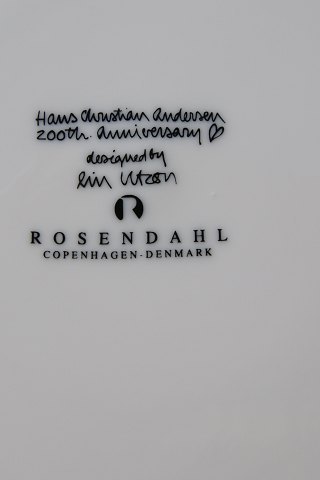 Hans Christian Andersen
200th. anniversary ♡
designed by
Lin Utzon
R
ROSENDAHL
COPENHAGEN-DENMARK